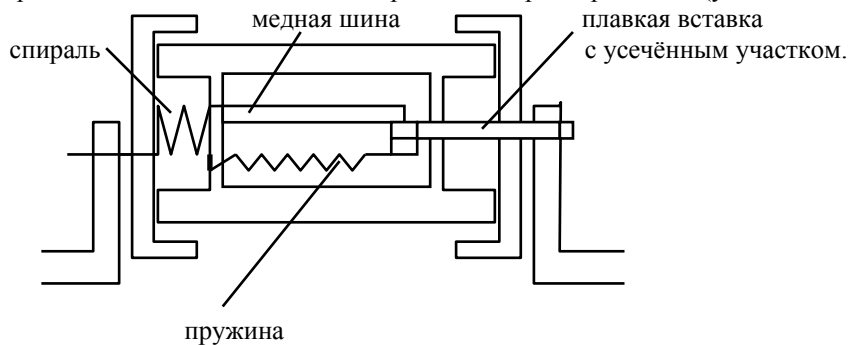 медная шина
плавкая вставка
спираль
с усечённым участком.
пружина